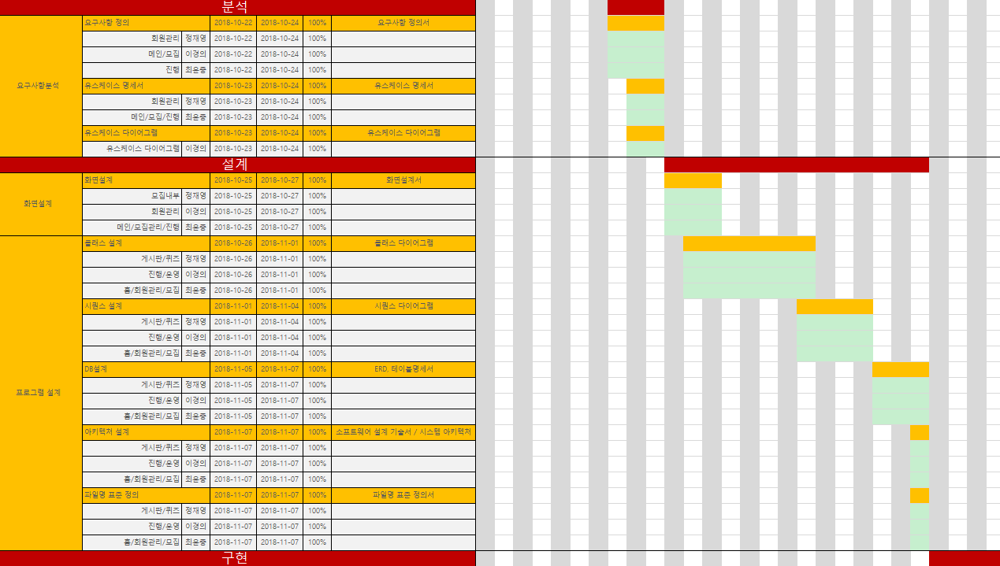 분석
요구사항분석
요구사항 정의 2018-10-22 2018-10-24 100% 요구사항 정의서
회원관리 정재영 2018-10-22 2018-10-24 100%
메인/모집 이경의 2018-10-22 2018-10-24 100%
진행 최윤중 2018-10-22 2018-10-24 100%
유스케이스 명세서 2018-10-23 2018-10-24 100% 유스케이스 명세서
회원관리 정재영 2018-10-23 2018-10-24 100%
메인/모집/진행 최윤중 2018-10-23 2018-10-24 100%
유스케이스 다이어그램 2018-10-23 2018-10-24 100% 유스케이스 다이어그램
유스케이스 다이어그램 이경의 2018-10-23 2018-10-24 100%
설계
화면설계
화면설계 2018-10-25 2018-10-27 100% 화면설계서
모집내부 정재영 2018-10-25 2018-10-27 100%
회원관리 이경의 2018-10-25 2018-10-27 100%
메인/모집관리/진행 최윤중 2018-10-25 2018-10-27 100%
프로그램 설계
클래스 설계 2018-10-26 2018-11-01 100% 클래스 다이어그램
게시판/퀴즈 정재영 2018-10-26 2018-11-01 100%
진행/운영 이경의 2018-10-26 2018-11-01 100%
홈/회원관리/모집 최윤중 2018-10-26 2018-11-01 100%
시퀀스 설계 2018-11-01 2018-11-04 100% 시퀀스 다이어그램
게시판/퀴즈 정재영 2018-11-01 2018-11-04 100%
진행/운영 이경의 2018-11-01 2018-11-04 100%
홈/회원관리/모집 최윤중 2018-11-01 2018-11-04 100%
DB설계 2018-11-05 2018-11-07 100% ERD, 테이블명세서
게시판/퀴즈 정재영 2018-11-05 2018-11-07 100%
진행/운영 이경의 2018-11-05 2018-11-07 100%
홈/회원관리/모집 최윤중 2018-11-05 2018-11-07 100%
아키텍처 설계 2018-11-07 2018-11-07 100% 소프트웨어 설계 기술서 / 시스템 아키텍처
게시판/퀴즈 정재영 2018-11-07 2018-11-07 100%
진행/운영 이경의 2018-11-07 2018-11-07 100%
홈/회원관리/모집 최윤중 2018-11-07 2018-11-07 100%
파일명 표준 정의 2018-11-07 2018-11-07 100% 파일명 표준 정의서
게시판/퀴즈 정재영 2018-11-07 2018-11-07 100%
진행/운영 이경의 2018-11-07 2018-11-07 100%
홈/회원관리/모집 최윤중 2018-11-07 2018-11-07 100%
구현